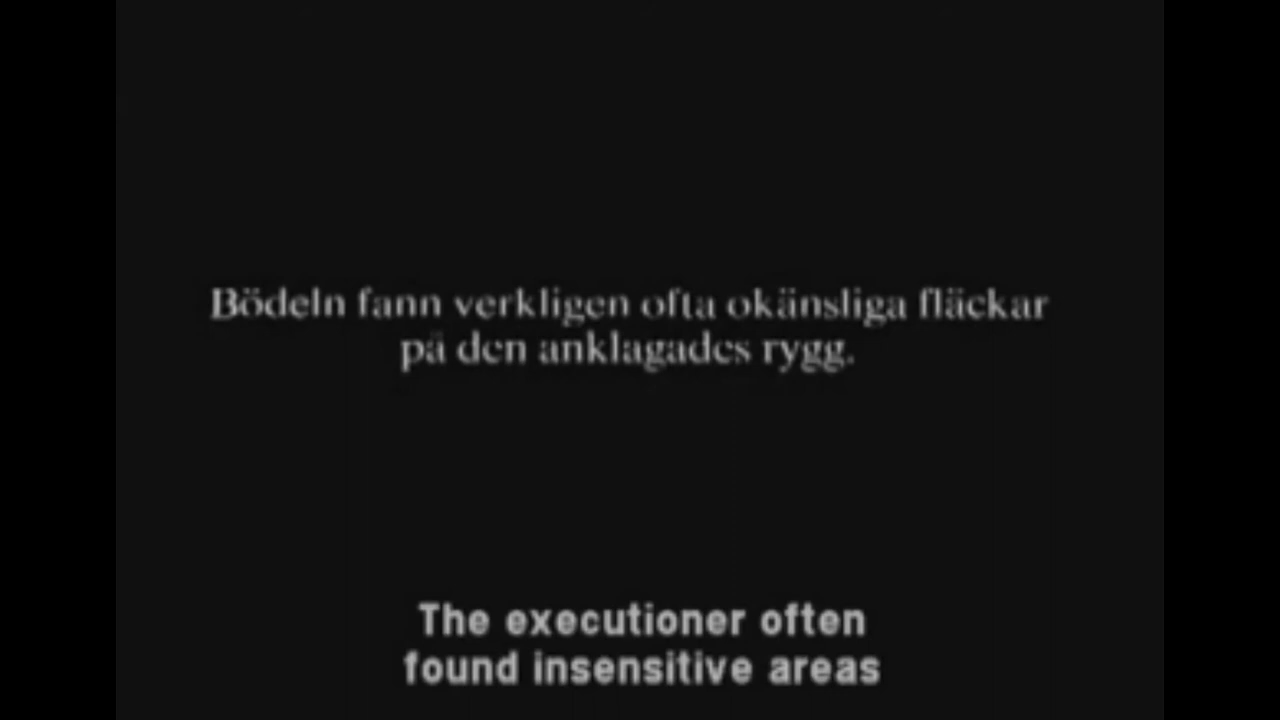 Bödeln fann verkligen ofta okänsliga fläckar
på den anklagades rygg.
The executioner often
found insensitive areas